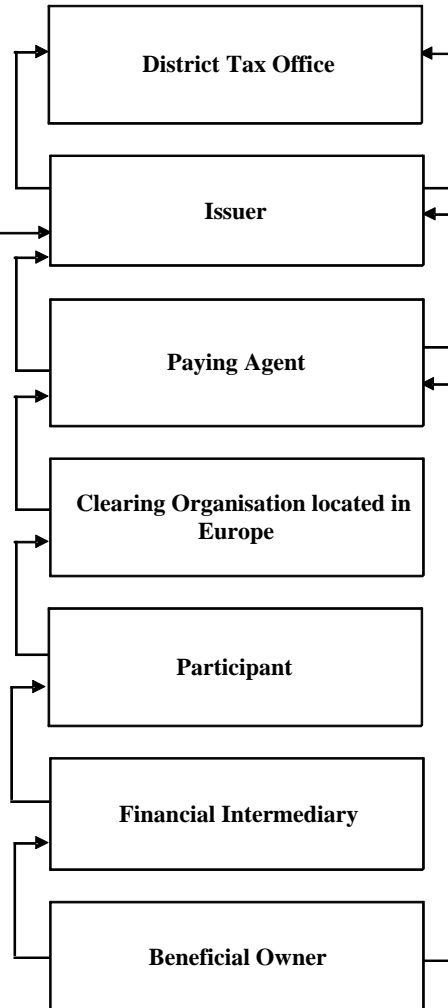 District Tax Office
Issuer
Paying Agent
Clearing Organisation located in
Europe
Participant
Financial Intermediary
Beneficial Owner